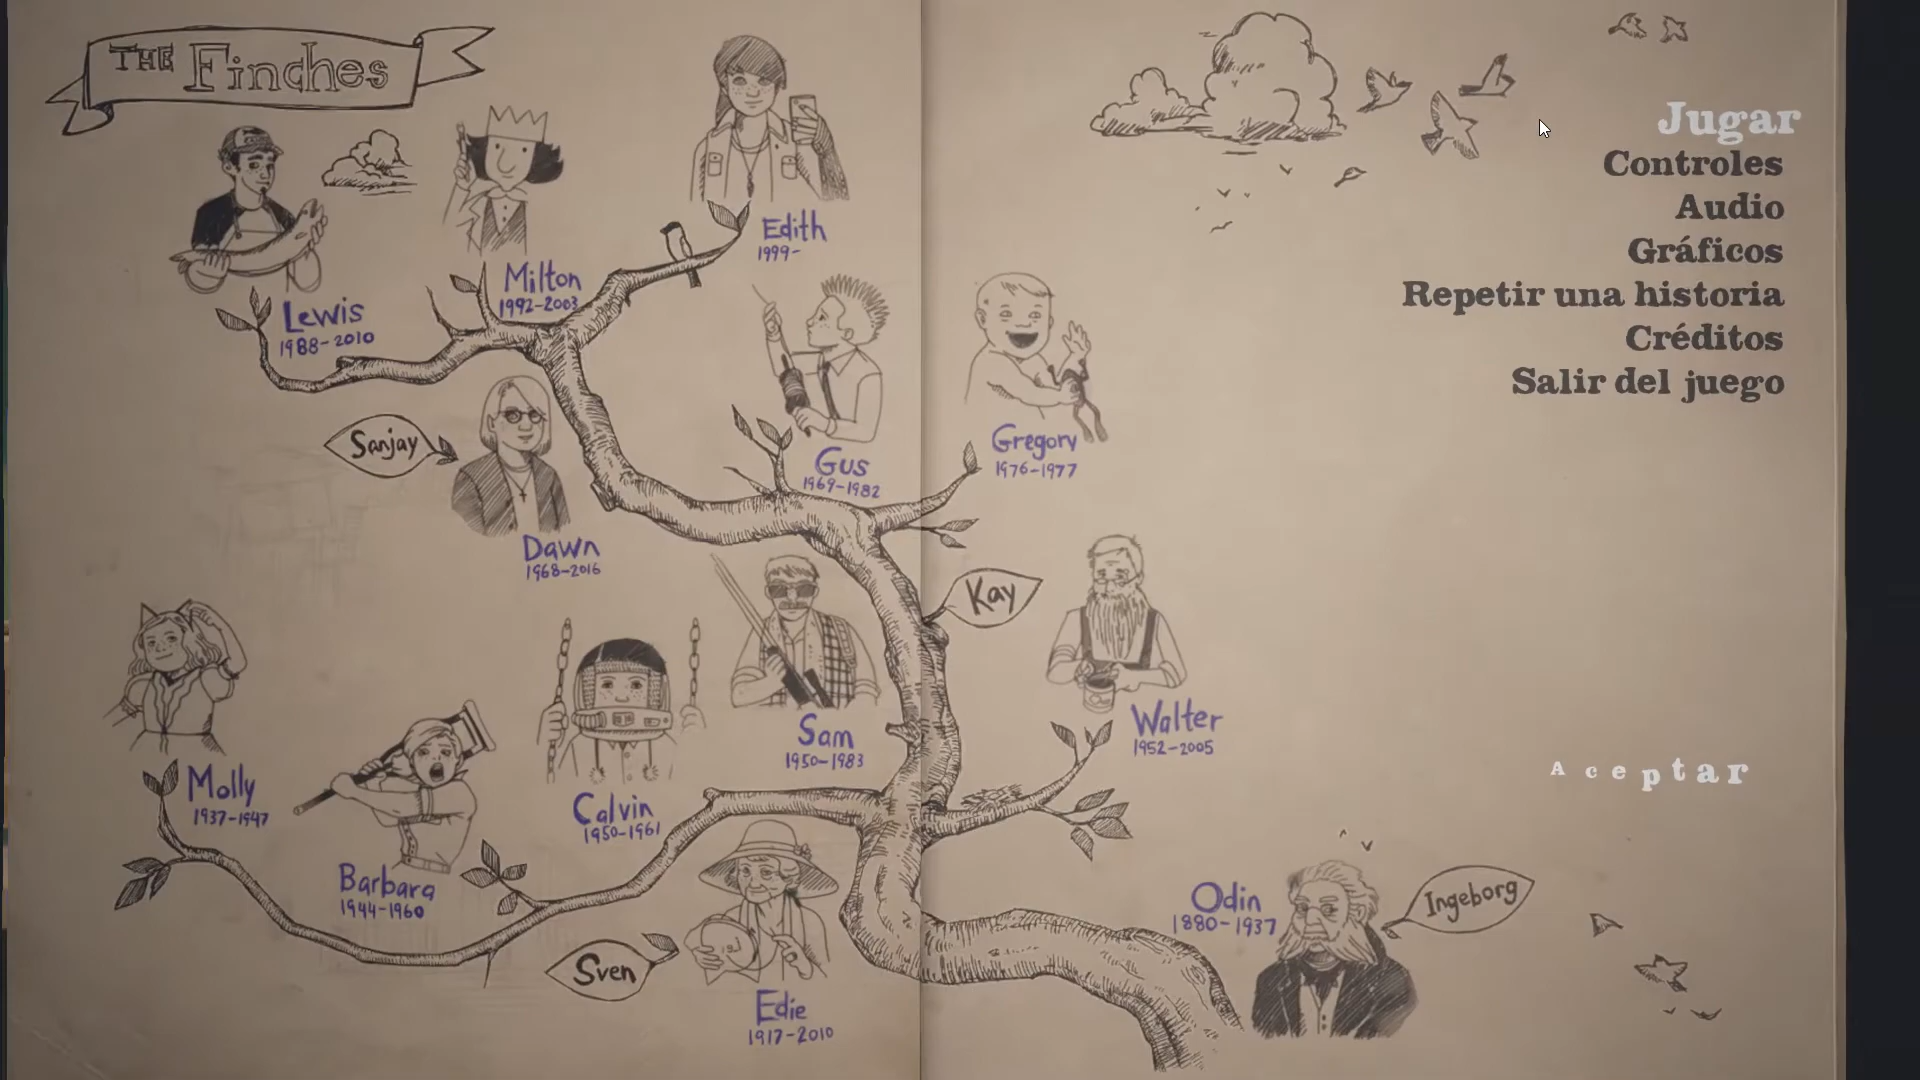 THE Finches
Edith
1999-
Milton
1992-2003
Lewis
1988-2010
Sanjay
Dawn
1968-2016
Gus
1969-1982
Gregory
1976-1977
Kay
Sam
1950-1983
Walter
1952-2005
Molly
1937-1947
Barbara
1944-1960
Calvin
1950-1961
Sven
Edie
1917-2010
Odin
1880-1937
Ingeborg
Jugar
Controles
Audio
Gráficos
Repetir una historia
Créditos
Salir del juego
Aceptar